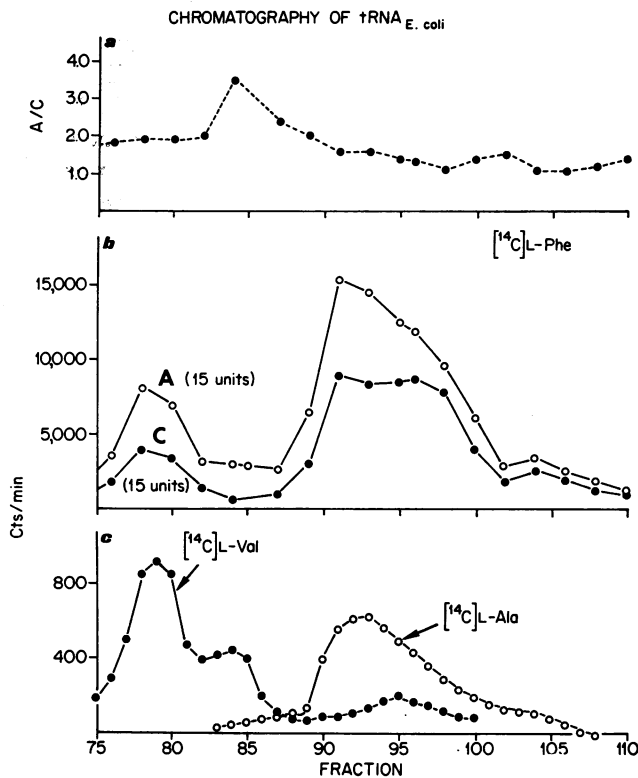 CHROMATOGRAPHY OF tRNA E. coli
a
4.0
3.0
2.0
1.0
A/C
b
[14C]L-Phe
15,000
10,000
5,000
A (15 units)
C
(15 units)
Cts/min
c
[14C]L-Val
[14C]L-Ala
800
400
75 80 85 90 95 100 105 110
FRACTION